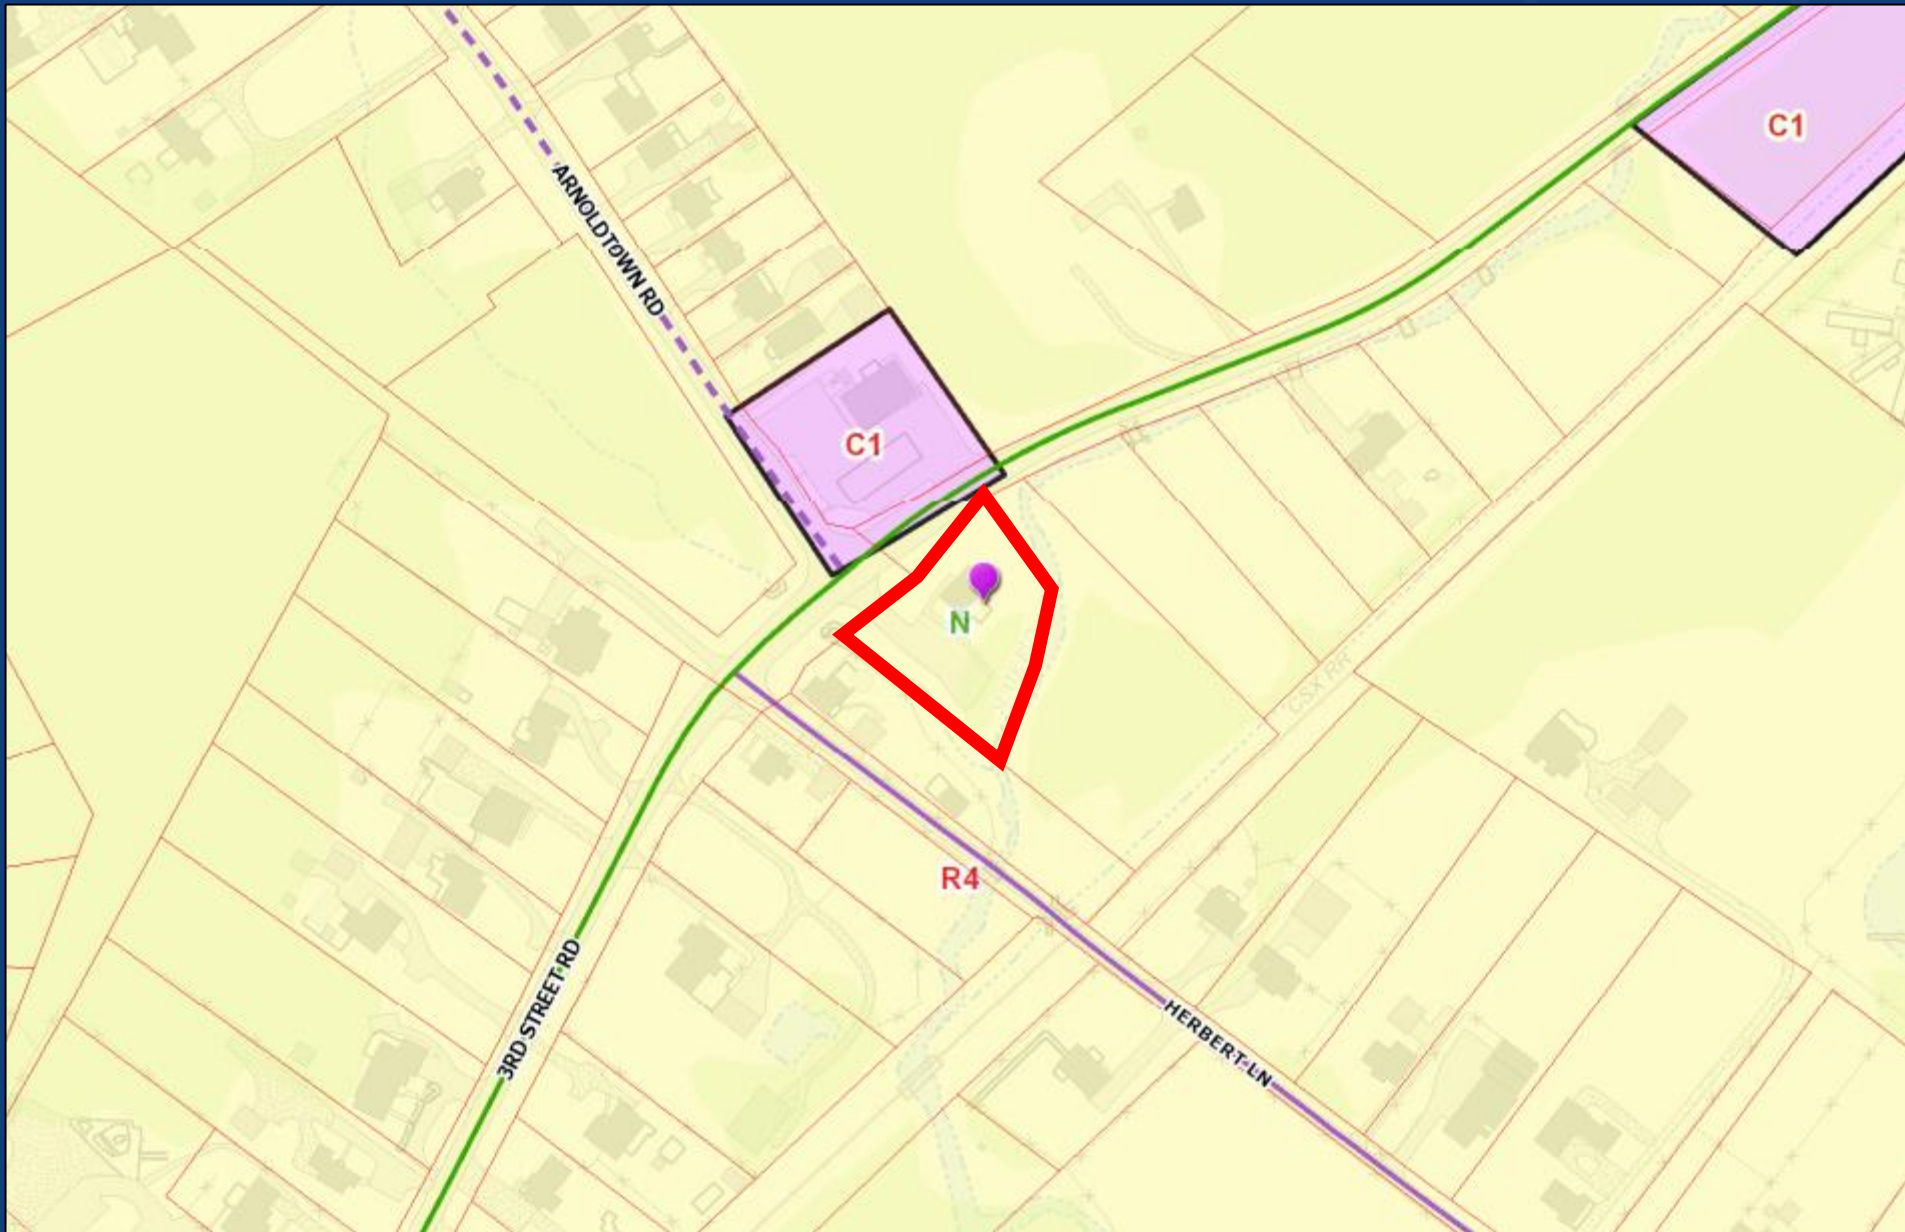 C1
ARNOLDTOWN RD
C1
N
CSX RR
R4
3RD STREET RD
HERBERT LN